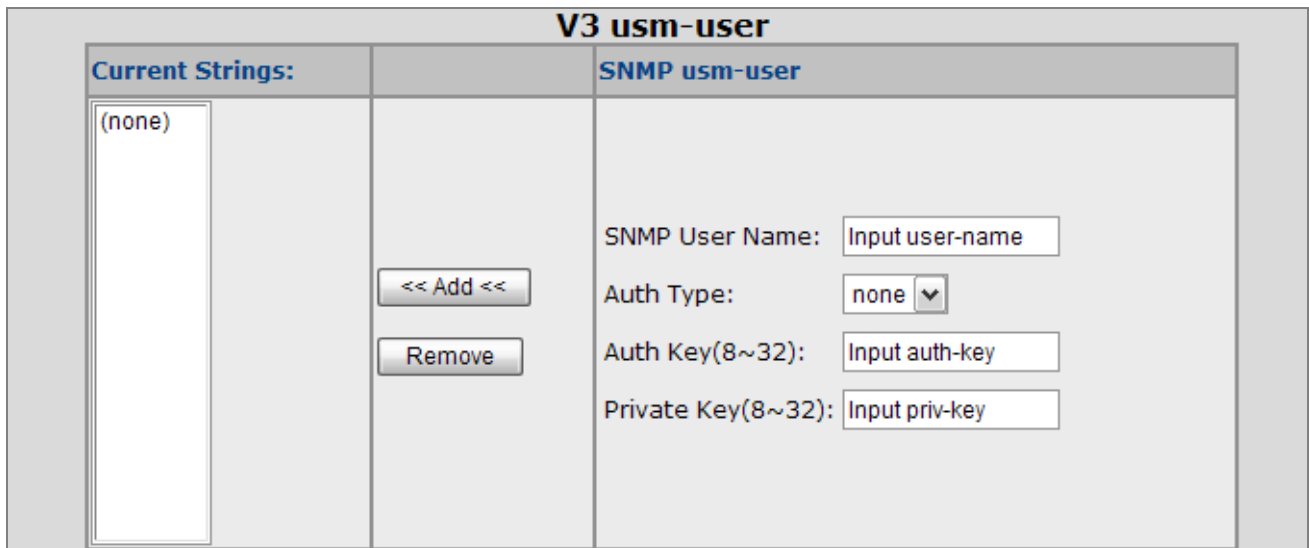 V3 usm-user
Current Strings:
SNMP usm-user
(none)
SNMP User Name: Input user-name
<< Add <<
Auth Type: none
Remove
Auth Key(8~32): Input auth-key
Private Key(8~32): Input priv-key